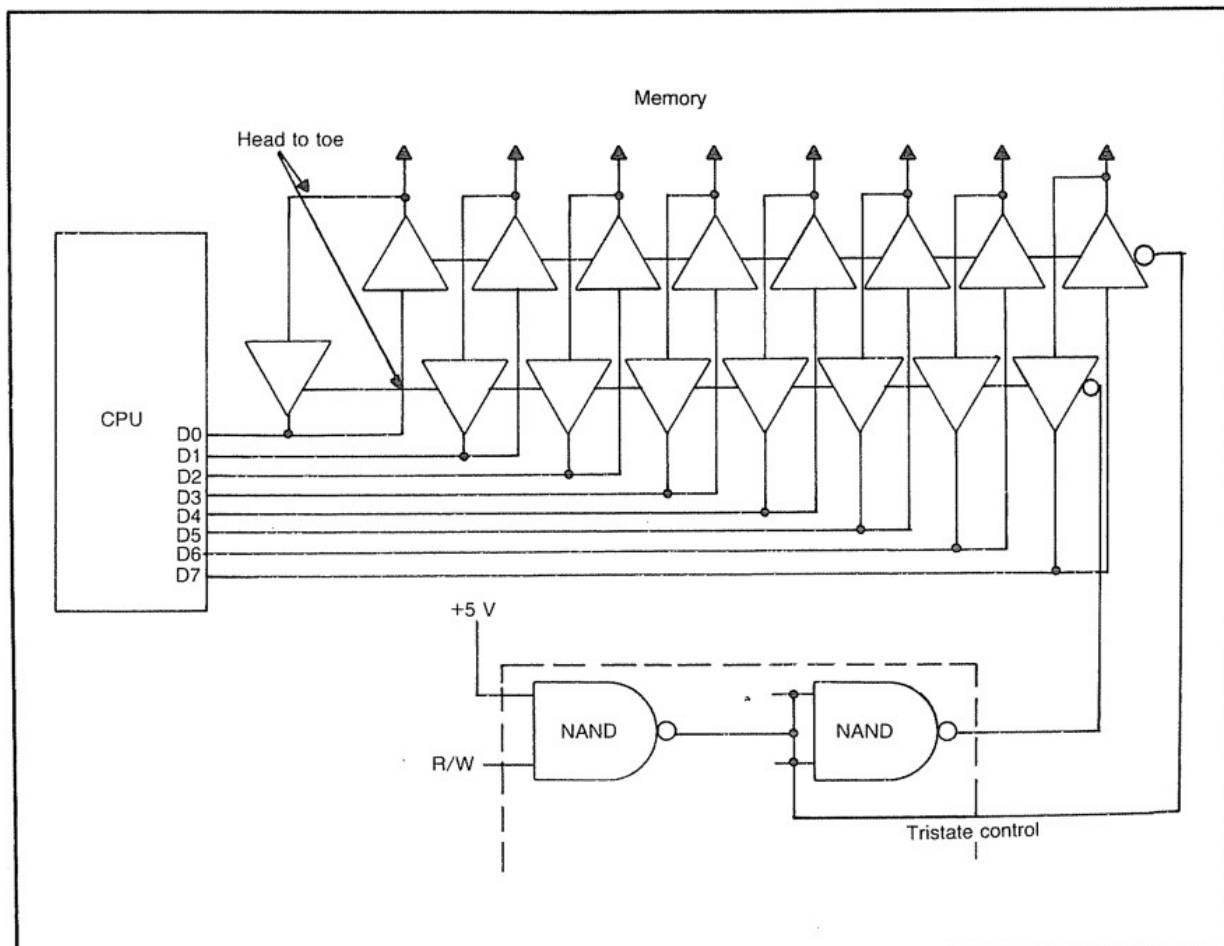 Memory
Head to toe
CPU
D0
D1
D2
D3
D4
D5
D6
D7
+5 V
NAND
NAND
R/W
Tristate control